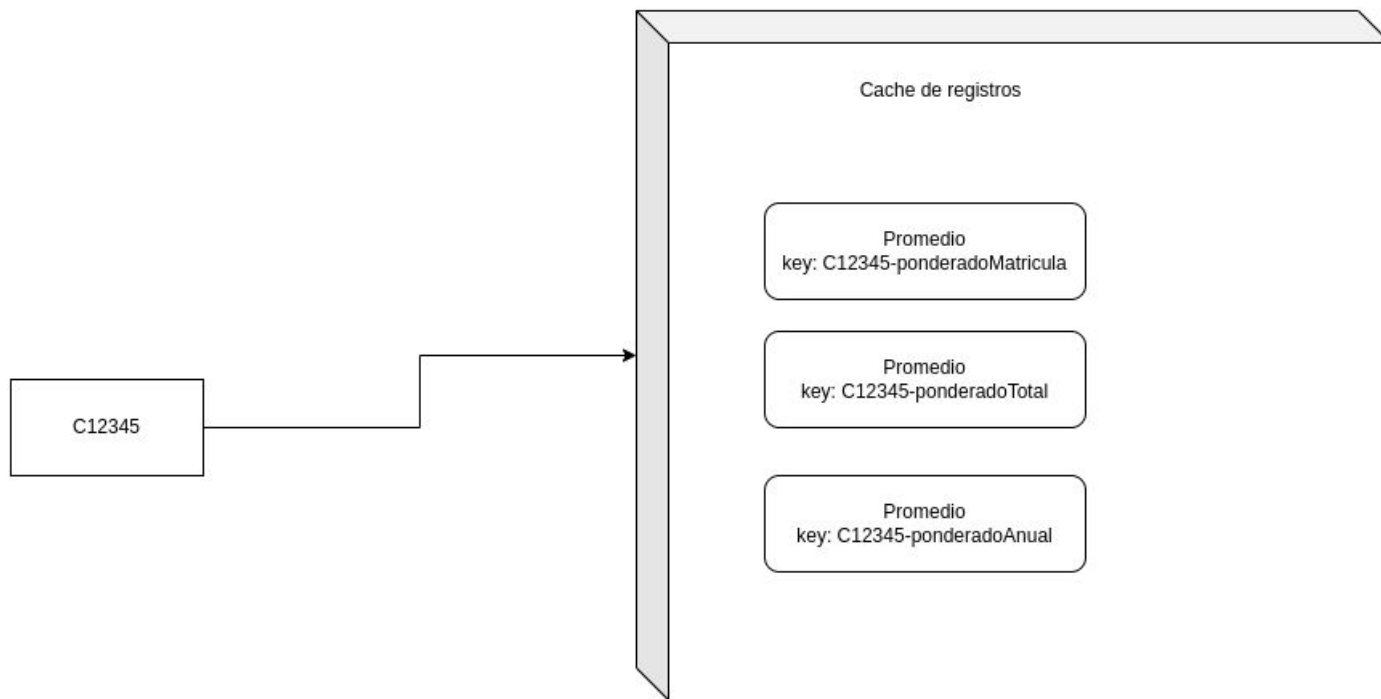 Cache de registros
Promedio
key: C12345-ponderadoMatricula
Promedio
key: C12345-ponderadoTotal
C12345
Promedio
key: C12345-ponderadoAnual